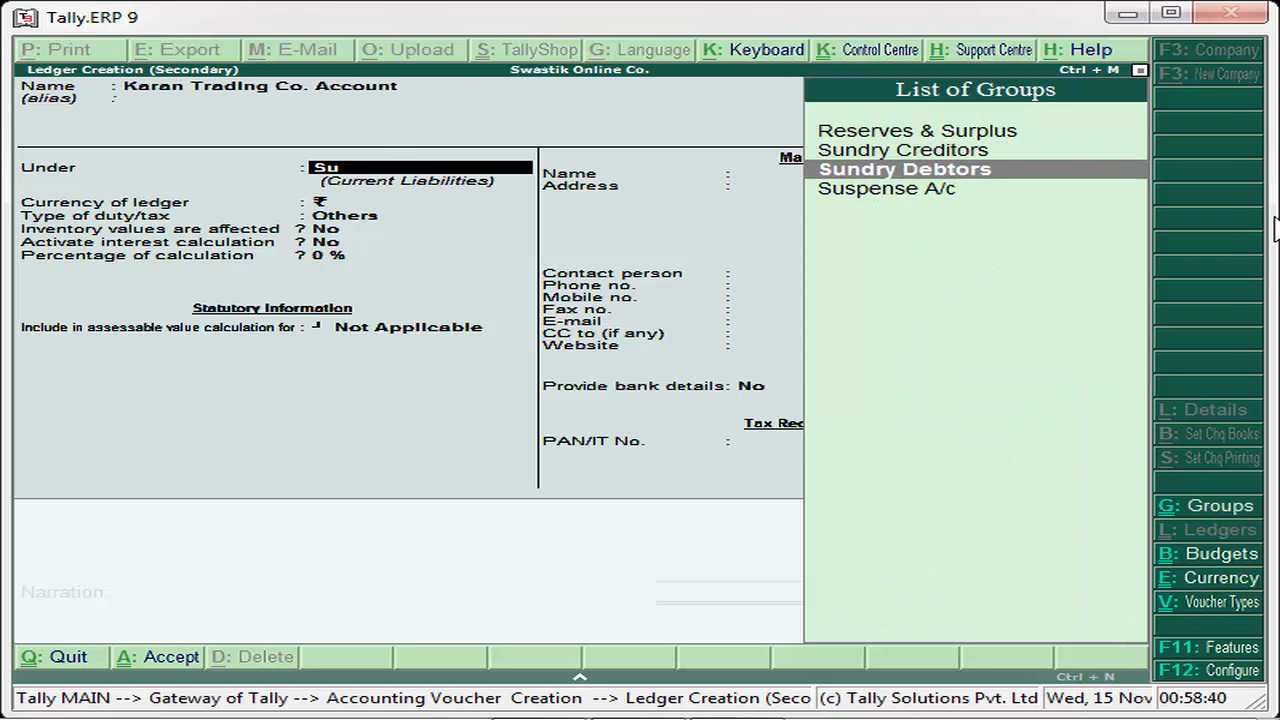 Tally.ERP 9
P: Print E: Export M: E-Mail O: Upload S: TallyShop G: Language K: Keyboard K: Control Centre H: Support Centre H: Help
Ledger Creation (Secondary) Swastik Online Co. Ctrl + M
Name : Karan Trading Co. Account
(alias) :
Under : Su
(Current Liabilities)
Currency of ledger : ₹
Type of duty/tax : Others
Inventory values are affected ? No
Activate interest calculation ? No
Percentage of calculation ? 0 %
Statutory Information
Include in assessable value calculation for : Not Applicable
Ma
Name :
Address :
Contact person :
Phone no. :
Mobile no. :
Fax no. :
E-mail :
CC to (if any) :
Website :
Provide bank details: No
Tax Rec
PAN/IT No. :
List of Groups
Reserves & Surplus
Sundry Creditors
Sundry Debtors
Suspense A/c
F3: Company
F3: New Company
L: Details
B: Set Chq Books
S: Set Chq Printing
G: Groups
L: Ledgers
B: Budgets
E: Currency
V: Voucher Types
F11: Features
F12: Configure
Narration:
Q: Quit A: Accept D: Delete
Ctrl + N
Tally MAIN --> Gateway of Tally --> Accounting Voucher Creation --> Ledger Creation (Seco (c) Tally Solutions Pvt. Ltd Wed, 15 Nov 00:58:40